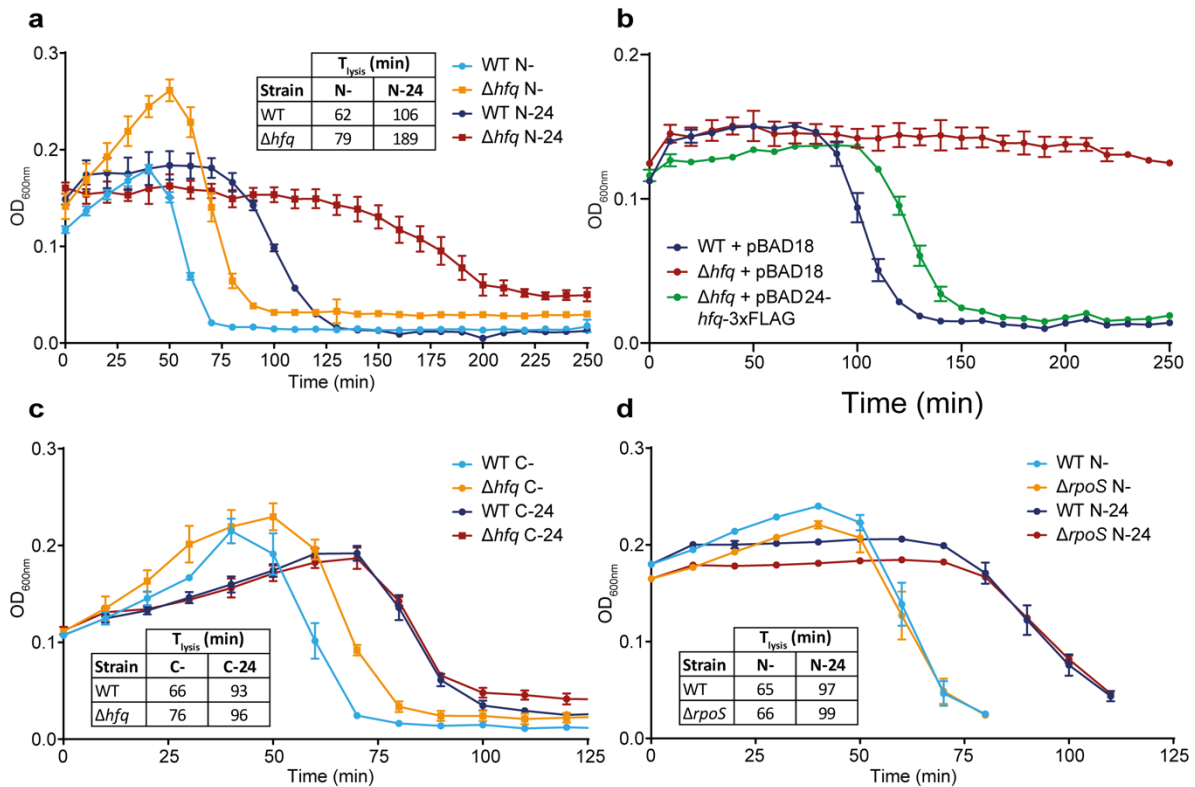 a
0.3
0.2
0.1
0.0
OD600nm
0 25 50 75 100 125 150 175 200 225 250
Time (min)
Tlysis (min)
Strain N- N-24
WT 62 106
Δhfq 79 189
WT N-
Δhfq N-
WT N-24
Δhfq N-24
b
0.2
0.1
0.0
OD600nm
0 50 100 150 200 250
Time (min)
WT + pBAD18
Δhfq + pBAD18
Δhfq + pBAD24-
hfq-3xFLAG
c
0.3
0.2
0.1
0.0
OD600nm
0 25 50 75 100 125
Time (min)
WT C-
Δhfq C-
WT C-24
Δhfq C-24
Tlysis (min)
Strain C- C-24
WT 66 93
Δhfq 76 96
d
0.3
0.2
0.1
0.0
OD600nm
0 25 50 75 100 125
Time (min)
WT N-
ΔrpoS N-
WT N-24
ΔrpoS N-24
Tlysis (min)
Strain N- N-24
WT 65 97
ΔrpoS 66 99